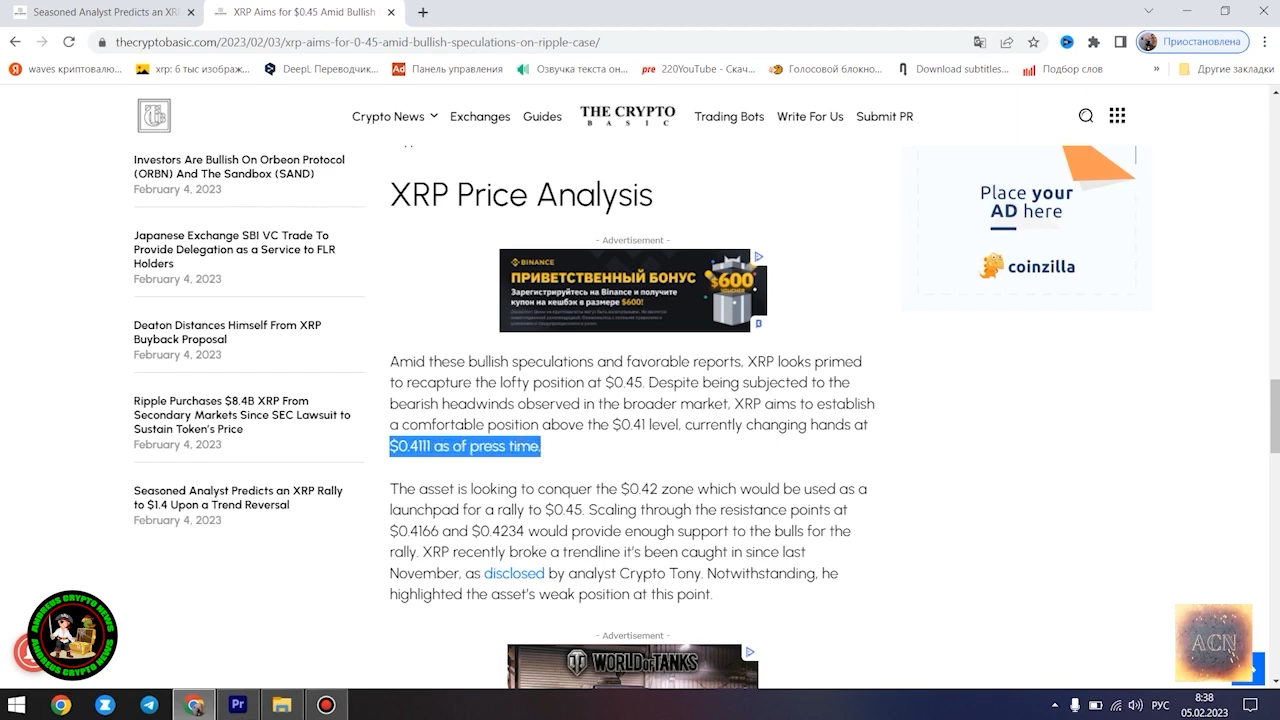 Seasoned Analyst Predicts an XRP
XRP Aims for $0.45 Amid Bullish
thecryptobasic.com/2023/02/03/xrp-aims-for-0-45-amid-bullish-speculations-on-ripple-case/
Приостановлена
waves криптовалю...
xrp: 6 тыс изображ...
DeepL Переводчик...
Панель управления
Озвучка текста он...
220YouTube - Скач...
Голосовой блокно...
Download subtitles...
Подбор слов
»
Другие закладки
Crypto News
Exchanges
Guides
THE CRYPTO
BASIC
Trading Bots
Write For Us
Submit PR
Investors Are Bullish On Orbeon Protocol
(ORBN) And The Sandbox (SAND)
February 4, 2023
Japanese Exchange SBI VC Trade To
Provide Delegation as a Service to FLR
Holders
February 4, 2023
Deaton Distances Himself From XRP
Buyback Proposal
February 4, 2023
Ripple Purchases $8.4B XRP From
Secondary Markets Since SEC Lawsuit to
Sustain Token's Price
February 4, 2023
Seasoned Analyst Predicts an XRP Rally
to $1.4 Upon a Trend Reversal
February 4, 2023
XRP Price Analysis
- Advertisement -
BINANCE
ПРИВЕТСТВЕННЫЙ БОНУС
Зарегистрируйтесь на Binance и получите
купон на кешбэк в размере $600!
$600
VOUCHER
Amid these bullish speculations and favorable reports, XRP looks primed
to recapture the lofty position at $0.45. Despite being subjected to the
bearish headwinds observed in the broader market, XRP aims to establish
a comfortable position above the $0.41 level, currently changing hands at
$0.4111 as of press time.
The asset is looking to conquer the $0.42 zone which would be used as a
launchpad for a rally to $0.45. Scaling through the resistance points at
$0.4166 and $0.4234 would provide enough support to the bulls for the
rally. XRP recently broke a trendline it's been caught in since last
November, as disclosed by analyst Crypto Tony. Notwithstanding, he
highlighted the asset's weak position at this point.
- Advertisement -
WORLD OF TANKS
Place your
AD here
coinzilla
ANDREUS CRYPTO NEWS
ANDREUS CRYPTO NEWS
ACN
РУС
8:38
05.02.2023